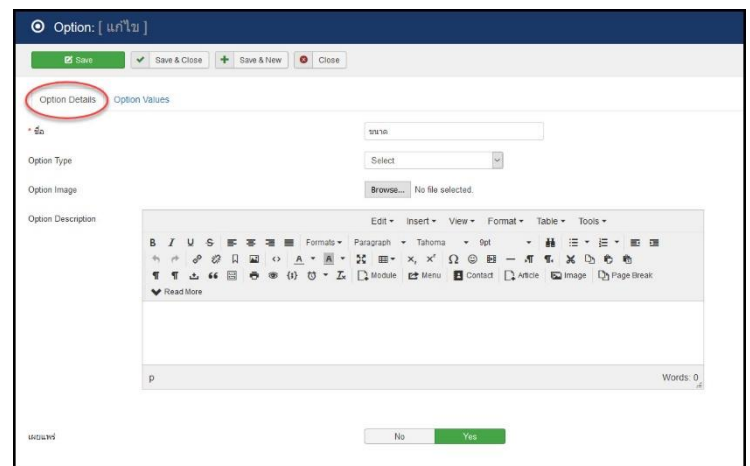 Option: [ แก้ไข ]
Save Save & Close Save & New Close
Option Details Option Values
* ชื่อ ขนาด
Option Type Select
Option Image Browse... No file selected.
Option Description Edit Insert View Format Table Tools
B I U S Formats Paragraph Tahoma 9pt
A A x, x² Ω
¶ ¶ {i} Ix Module Menu Contact Article Image Page Break
Read More
p Words: 0
เผยแพร่ No Yes